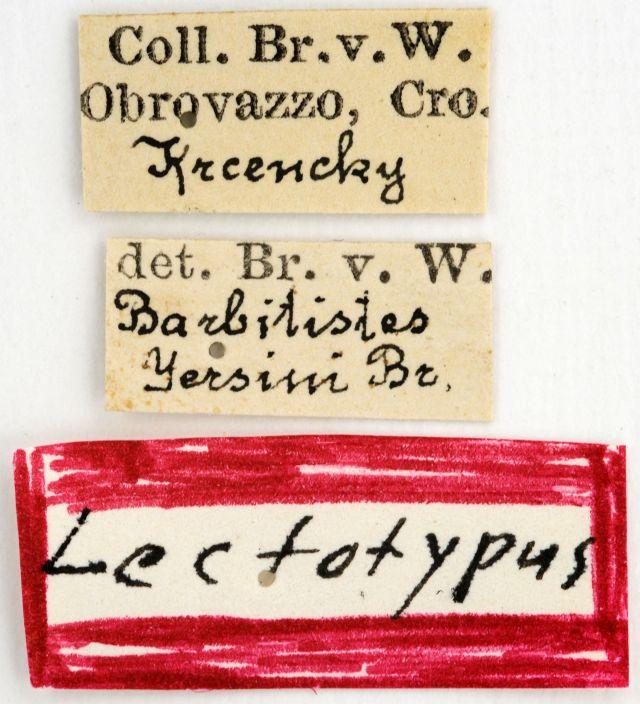 Coll. Br. v. W.
Obrovazzo, Cro.
Krcencky
det. Br. v. W.
Barbitistes
Yersini Br.
Lectotypus